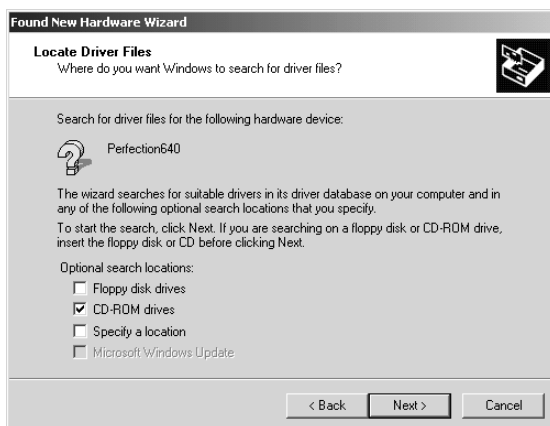 Found New Hardware Wizard
Locate Driver Files
Where do you want Windows to search for driver files?
Search for driver files for the following hardware device:
Perfection640
The wizard searches for suitable drivers in its driver database on your computer and in
any of the following optional search locations that you specify.
To start the search, click Next. If you are searching on a floppy disk or CD-ROM drive,
insert the floppy disk or CD before clicking Next.
Optional search locations:
Floppy disk drives
CD-ROM drives
Specify a location
Microsoft Windows Update
< Back Next > Cancel